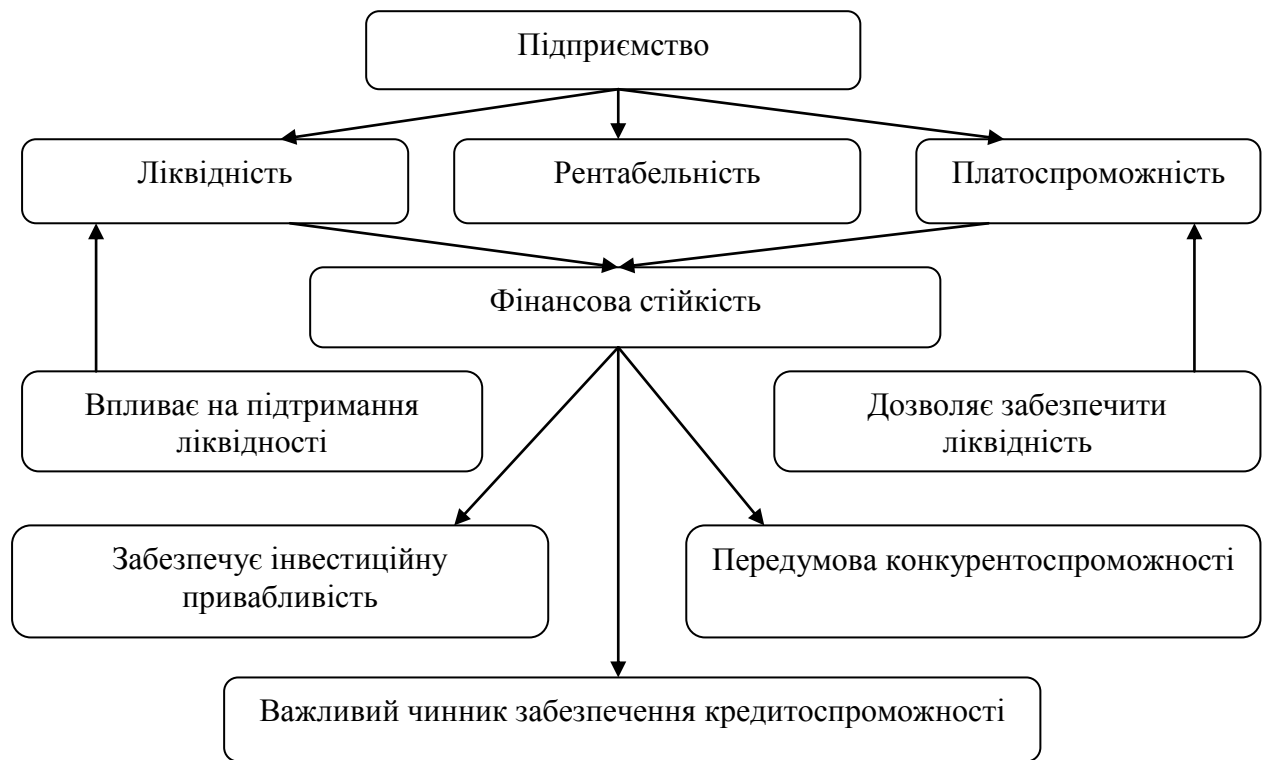 Підприємство
Ліквідність
Рентабельність
Платоспроможність
Фінансова стійкість
Впливає на підтримання
ліквідності
Дозволяє забезпечити
ліквідність
Забезпечує інвестиційну
привабливість
Передумова конкурентоспроможності
Важливий чинник забезпечення кредитоспроможності